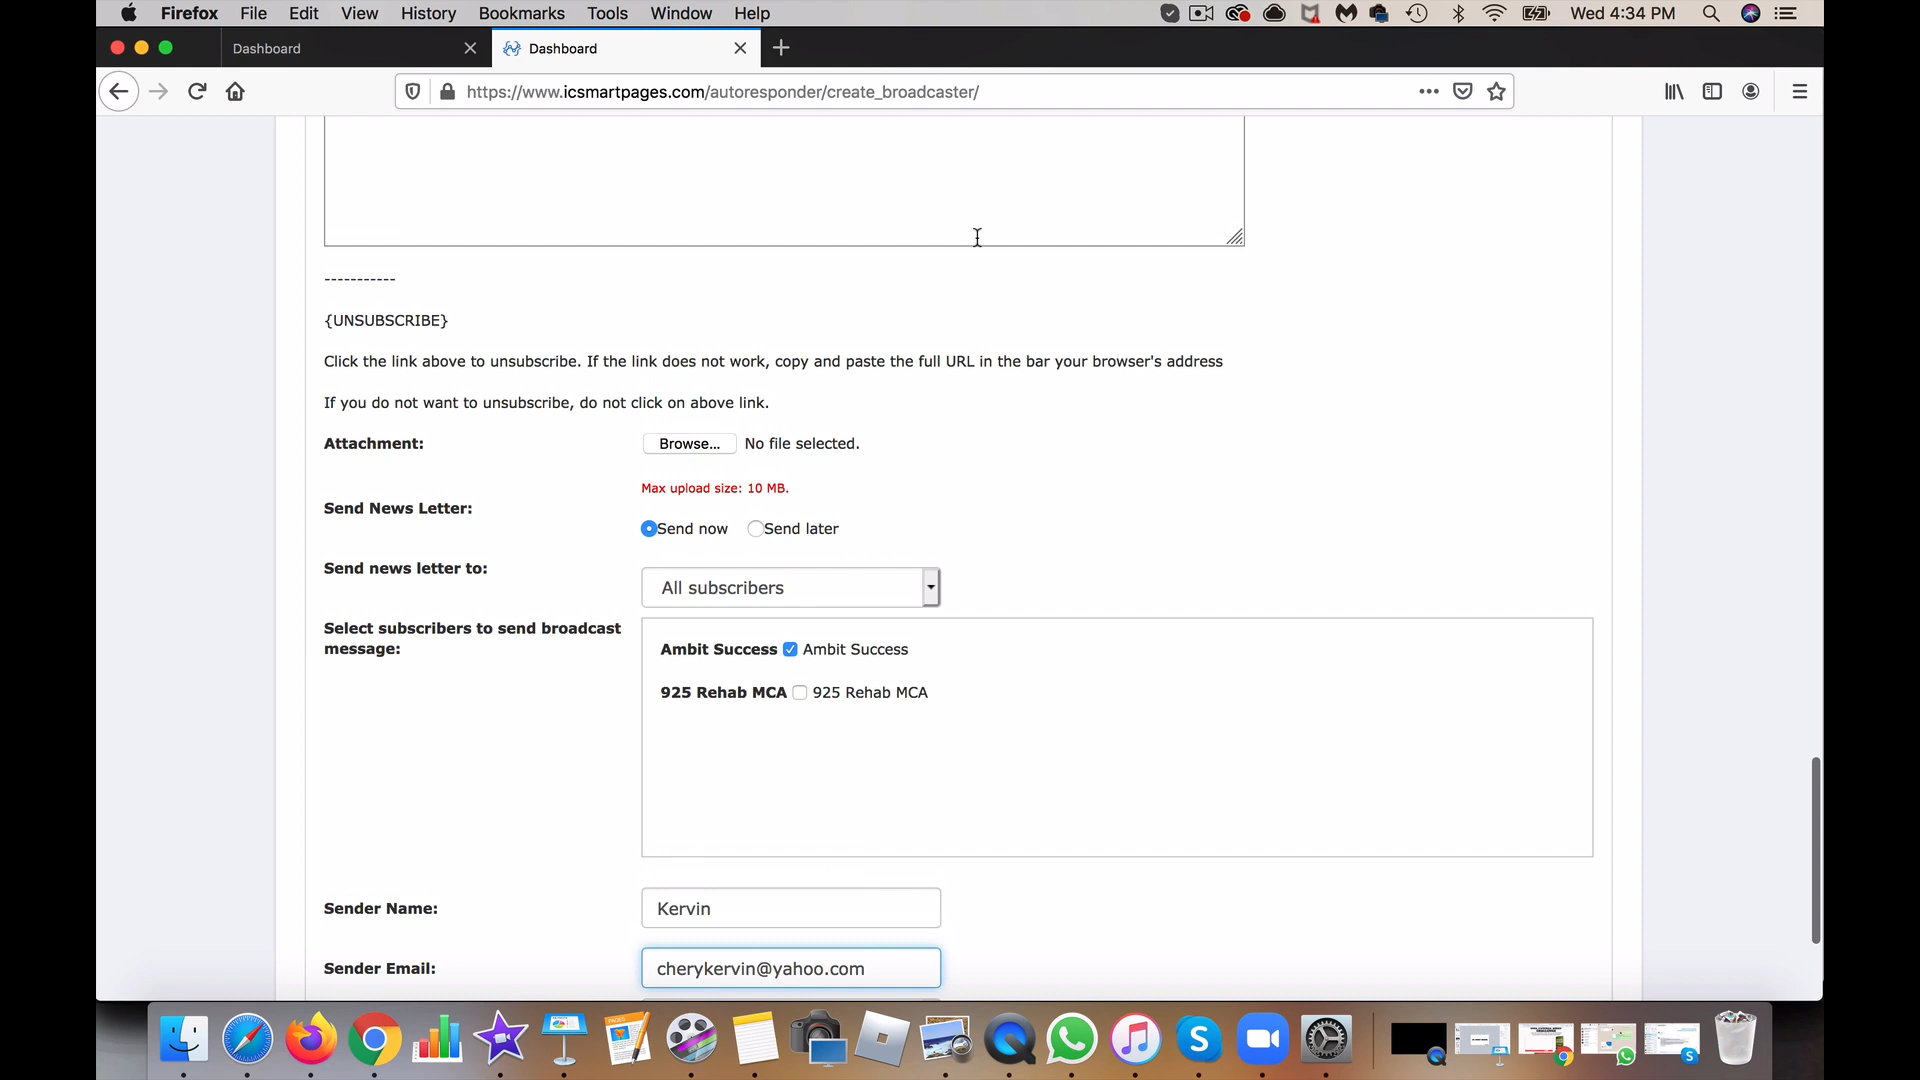 Firefox File Edit View History Bookmarks Tools Window Help Wed 4:34 PM
Dashboard Dashboard
https://www.icsmartpages.com/autoresponder/create_broadcaster/
-----------
{UNSUBSCRIBE}
Click the link above to unsubscribe. If the link does not work, copy and paste the full URL in the bar your browser's address
If you do not want to unsubscribe, do not click on above link.
Attachment: Browse... No file selected.
Max upload size: 10 MB.
Send News Letter:
Send now Send later
Send news letter to:
All subscribers
Select subscribers to send broadcast
message:
Ambit Success Ambit Success
925 Rehab MCA 925 Rehab MCA
Sender Name: Kervin
Sender Email: cherykervin@yahoo.com